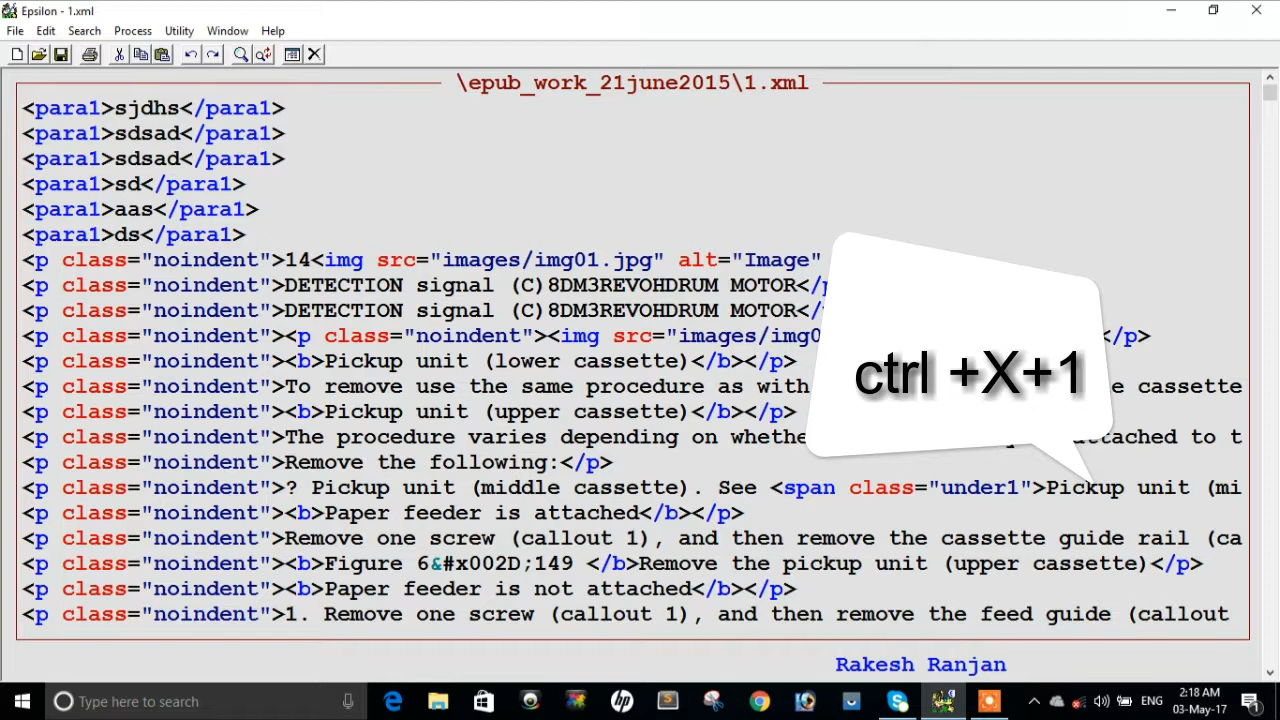 Epsilon - 1.xml
File Edit Search Process Utility Window Help
\epub_work_21june2015\1.xml
<para1>sjdhs</para1>
<para1>sdsad</para1>
<para1>sdsad</para1>
<para1>sd</para1>
<para1>aas</para1>
<para1>ds</para1>
<p class="noindent">14<img src="images/img01.jpg" alt="Image"
<p class="noindent">DETECTION signal (C)8DM3REVOHDRUM MOTOR</p
<p class="noindent">DETECTION signal (C)8DM3REVOHDRUM MOTOR</
<p class="noindent"><p class="noindent"><img src="images/img0 </p>
<p class="noindent"><b>Pickup unit (lower cassette)</b></p>
<p class="noindent">To remove use the same procedure as with cassette
<p class="noindent"><b>Pickup unit (upper cassette)</b></p>
<p class="noindent">The procedure varies depending on whethe attached to t
<p class="noindent">Remove the following:</p>
<p class="noindent">? Pickup unit (middle cassette). See <span class="under1">Pickup unit (mi
<p class="noindent"><b>Paper feeder is attached</b></p>
<p class="noindent">Remove one screw (callout 1), and then remove the cassette guide rail (ca
<p class="noindent"><b>Figure 6&#x002D;149 </b>Remove the pickup unit (upper cassette)</p>
<p class="noindent"><b>Paper feeder is not attached</b></p>
<p class="noindent">1. Remove one screw (callout 1), and then remove the feed guide (callout
ctrl +X+1
Rakesh Ranjan
Type here to search
ENG
2:18 AM
03-May-17